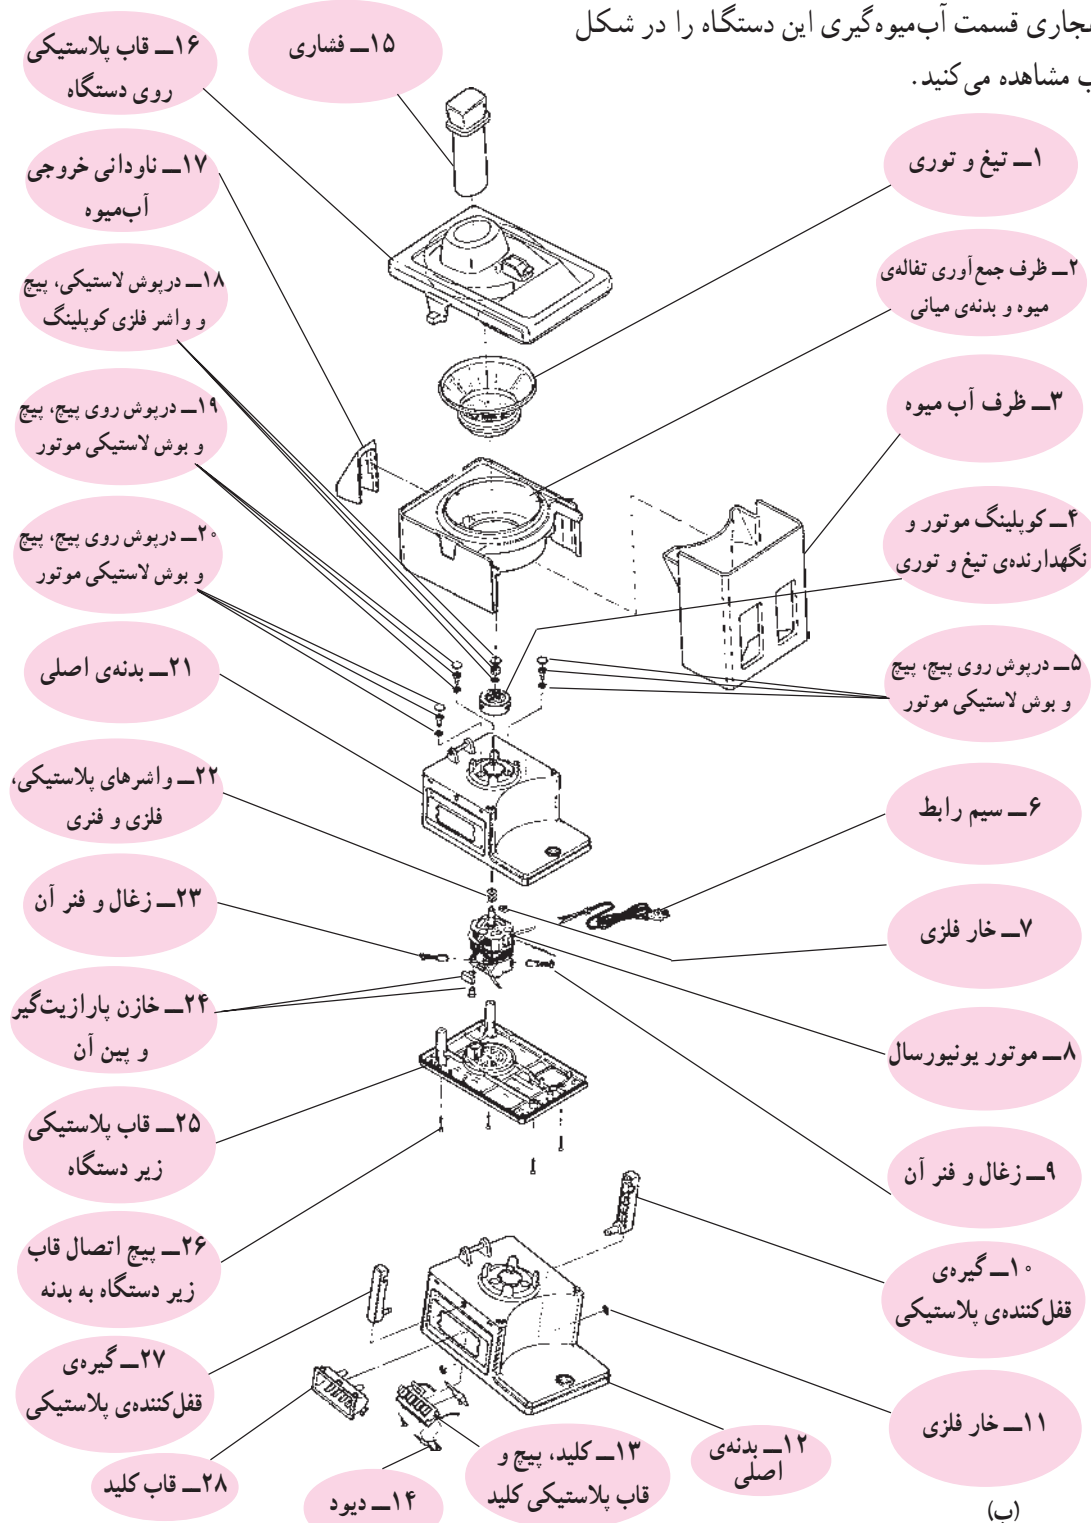 جاری قسمت آب‌میوه‌گیری این دستگاه را در شکل
ب مشاهده می‌کنید.
۱ــ تیغ و توری
۲ــ ظرف جمع‌آوری تفاله‌ی
میوه و بدنه‌ی میانی
۳ــ ظرف آب میوه
۴ــ کوپلینگ موتور و
نگهدارنده‌ی تیغ و توری
۵ــ درپوش روی پیچ، پیچ
و بوش لاستیکی موتور
۶ــ سیم رابط
۷ــ خار فلزی
۸ــ موتور یونیورسال
۹ــ زغال و فنر آن
۱۰ــ گیره‌ی
قفل‌کننده‌ی پلاستیکی
۱۱ــ خار فلزی
۱۲ــ بدنه‌ی
اصلی
۱۳ــ کلید، پیچ و
قاب پلاستیکی کلید
۱۴ــ دیود
۱۵ــ فشاری
۱۶ــ قاب پلاستیکی
روی دستگاه
۱۷ــ ناودانی خروجی
آب‌میوه
۱۸ــ درپوش لاستیکی، پیچ
و واشر فلزی کوپلینگ
۱۹ــ درپوش روی پیچ، پیچ
و بوش لاستیکی موتور
۲۰ــ درپوش روی پیچ، پیچ
و بوش لاستیکی موتور
۲۱ــ بدنه‌ی اصلی
۲۲ــ واشرهای پلاستیکی،
فلزی و فنری
۲۳ــ زغال و فنر آن
۲۴ــ خازن پارازیت‌گیر
و پین آن
۲۵ــ قاب پلاستیکی
زیر دستگاه
۲۶ــ پیچ اتصال قاب
زیر دستگاه به بدنه
۲۷ــ گیره‌ی
قفل‌کننده‌ی پلاستیکی
۲۸ــ قاب کلید
(ب)